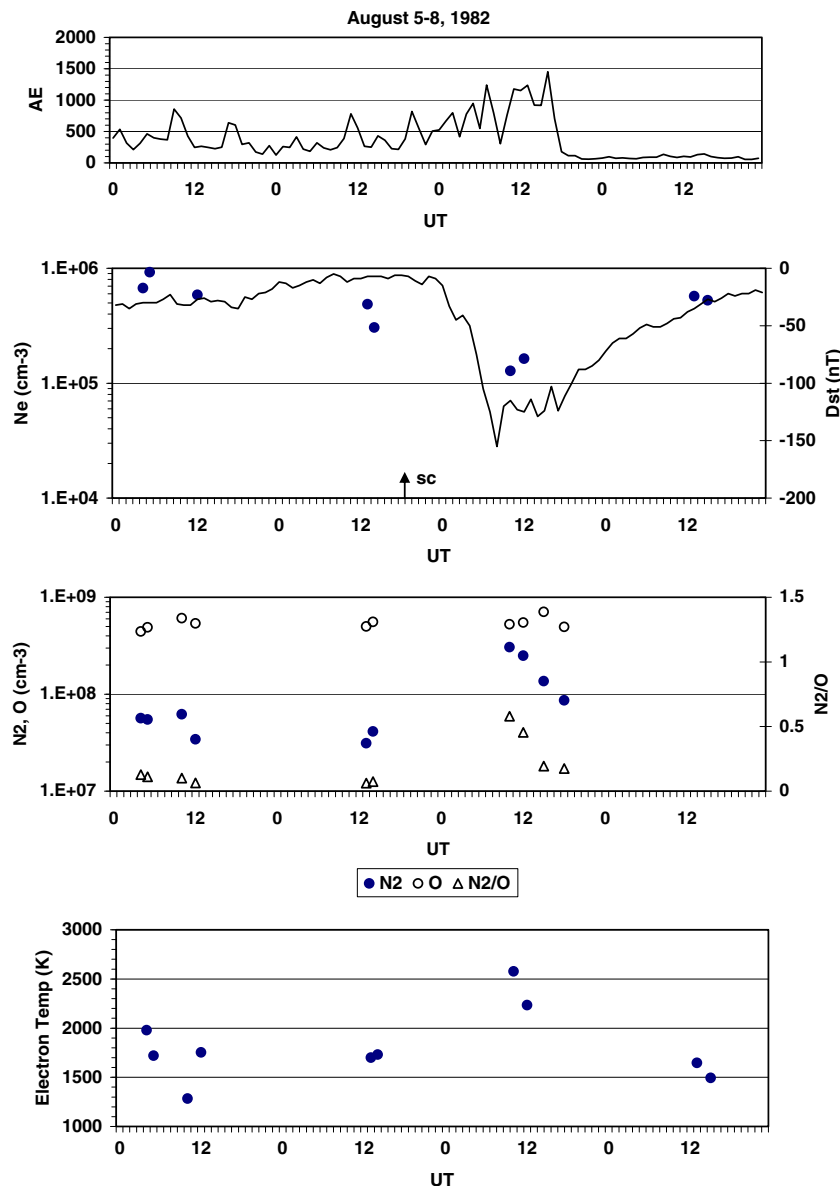 August 5-8, 1982
2000
1500
1000
500
0
AE
0 12 0 12 0 12 0 12
UT
1.E+06
1.E+05
1.E+04
Ne (cm-3)
0
-50
-100
-150
-200
Dst (nT)
sc
0 12 0 12 0 12 0 12
UT
1.E+09
1.E+08
1.E+07
N2, O (cm-3)
1.5
1
0.5
0
N2/O
0 12 0 12 0 12 0 12
UT
N2 O N2/O
3000
2500
2000
1500
1000
Electron Temp (K)
0 12 0 12 0 12 0 12
UT